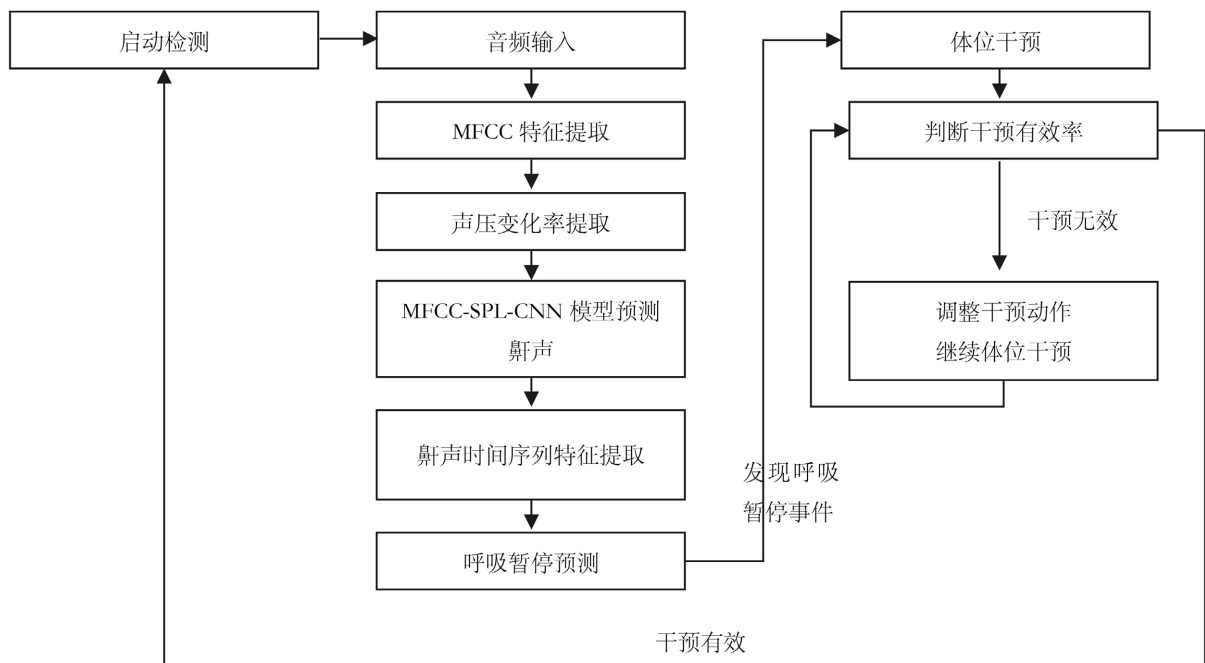 启动检测
音频输入
MFCC 特征提取
声压变化率提取
MFCC-SPL-CNN 模型预测
鼾声
鼾声时间序列特征提取
呼吸暂停预测
发现呼吸
暂停事件
体位干预
判断干预有效率
干预无效
调整干预动作
继续体位干预
干预有效